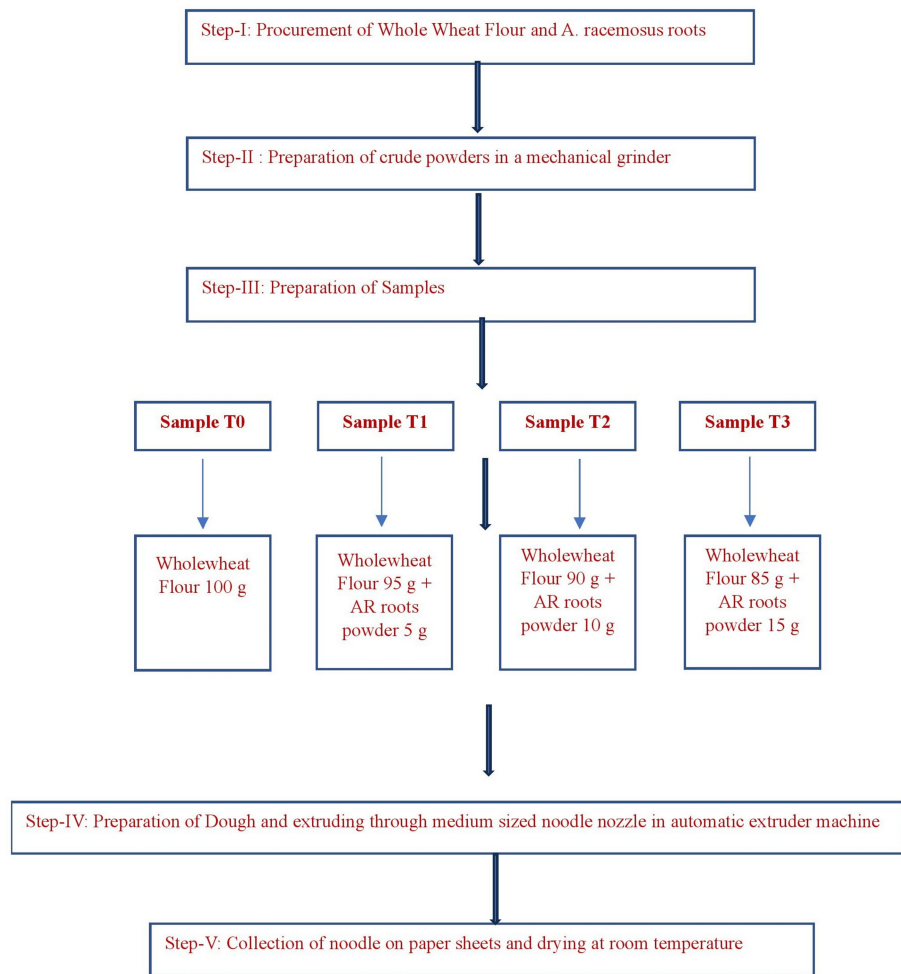 Step-I: Procurement of Whole Wheat Flour and A. racemosus roots
Step-II : Preparation of crude powders in a mechanical grinder
Step-III: Preparation of Samples
Sample T0
Sample T1
Sample T2
Sample T3
Wholewheat
Flour 100 g
Wholewheat
Flour 95 g +
AR roots
powder 5 g
Wholewheat
Flour 90 g +
AR roots
powder 10 g
Wholewheat
Flour 85 g +
AR roots
powder 15 g
Step-IV: Preparation of Dough and extruding through medium sized noodle nozzle in automatic extruder machine
Step-V: Collection of noodle on paper sheets and drying at room temperature